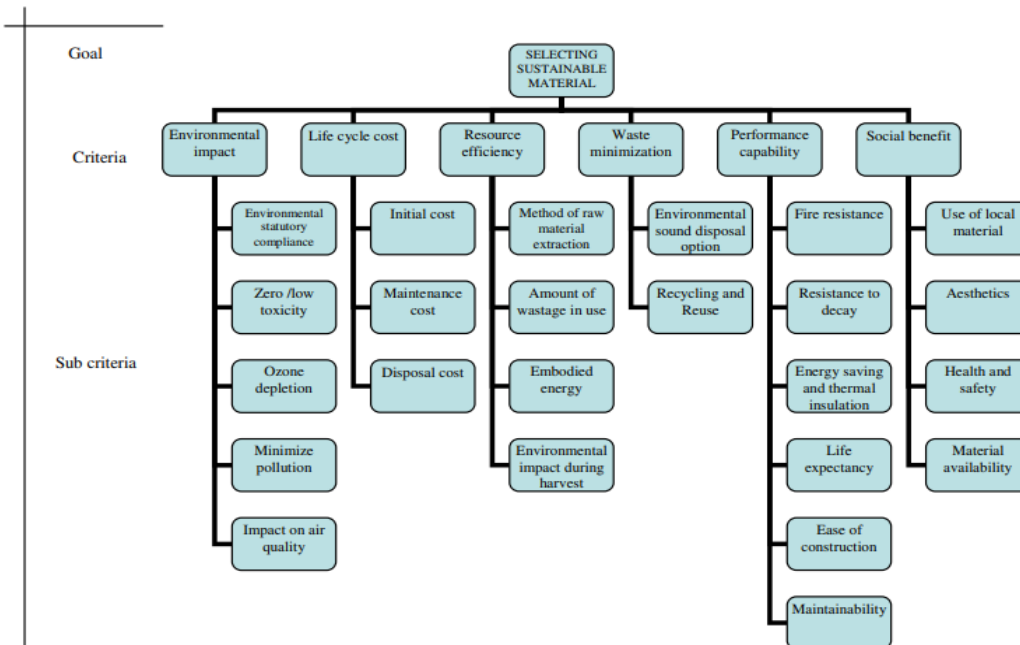 Goal
SELECTING
SUSTAINABLE
MATERIAL
Criteria
Environmental
impact
Life cycle cost
Resource
efficiency
Waste
minimization
Performance
capability
Social benefit
Sub criteria
Environmental
statutory
compliance
Zero /low
toxicity
Ozone
depletion
Minimize
pollution
Impact on air
quality
Initial cost
Maintenance
cost
Disposal cost
Method of raw
material
extraction
Amount of
wastage in use
Embodied
energy
Environmental
impact during
harvest
Environmental
sound disposal
option
Recycling and
Reuse
Fire resistance
Resistance to
decay
Energy saving
and thermal
insulation
Life
expectancy
Ease of
construction
Maintainability
Use of local
material
Aesthetics
Health and
safety
Material
availability